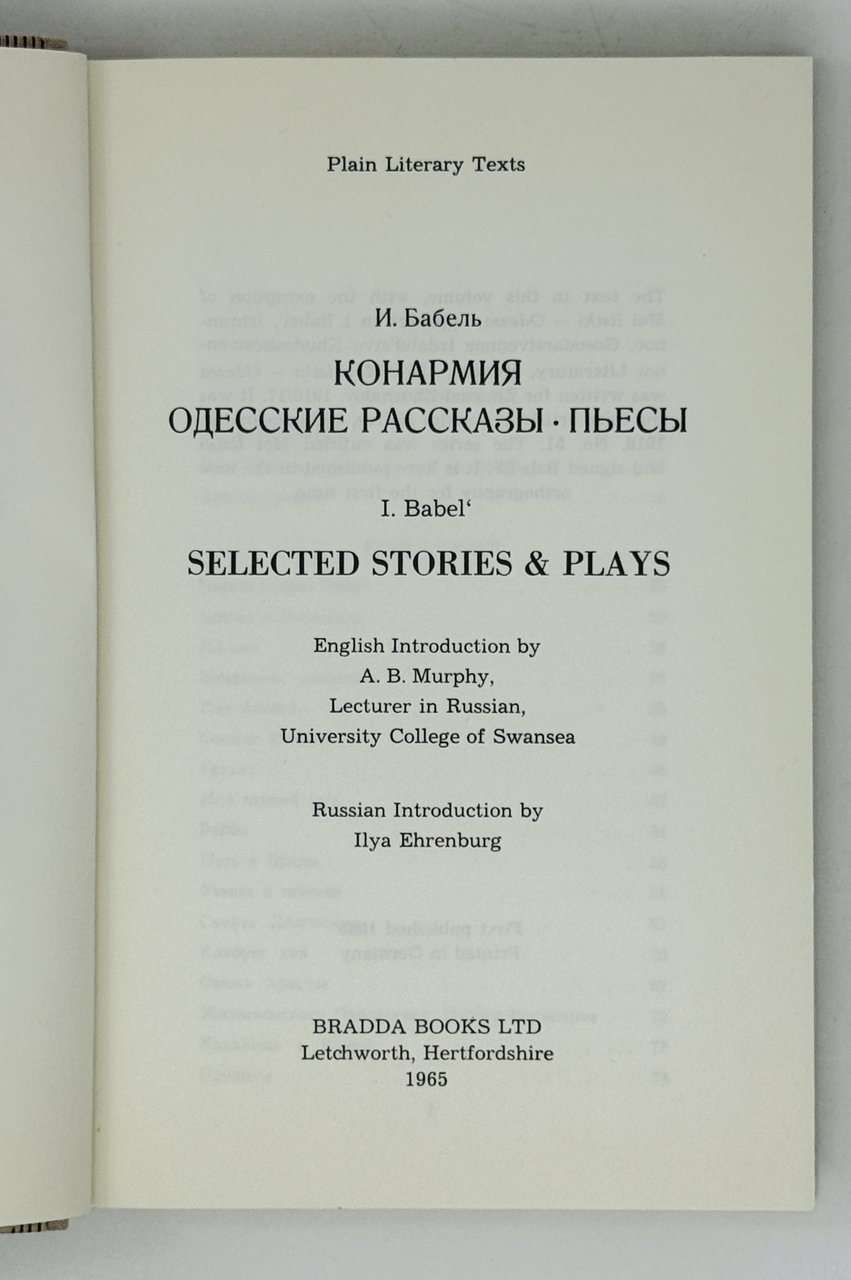 Plain Literary Texts
И. Бабель
КОНАРМИЯ
ОДЕССКИЕ РАССКАЗЫ · ПЬЕСЫ
I. Babel‘
SELECTED STORIES & PLAYS
English Introduction by
A. B. Murphy,
Lecturer in Russian,
University College of Swansea
Russian Introduction by
Ilya Ehrenburg
BRADDA BOOKS LTD
Letchworth, Hertfordshire
1965